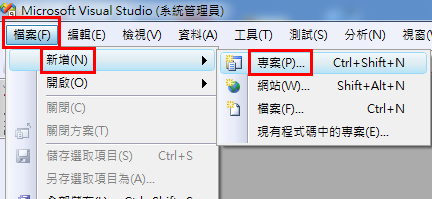 Microsoft Visual Studio (系統管理員)
檔案(F) 編輯(E) 檢視(V) 資料(A) 工具(T) 測試(S) 分析(N) 視窗
新增(N)
開啟(O)
關閉(C)
關閉方案(T)
儲存選取項目(S) Ctrl+S
另存選取項目為(A)...
專案(P)... Ctrl+Shift+N
網站(W)... Shift+Alt+N
檔案(F)... Ctrl+N
現有程式碼中的專案(E)...